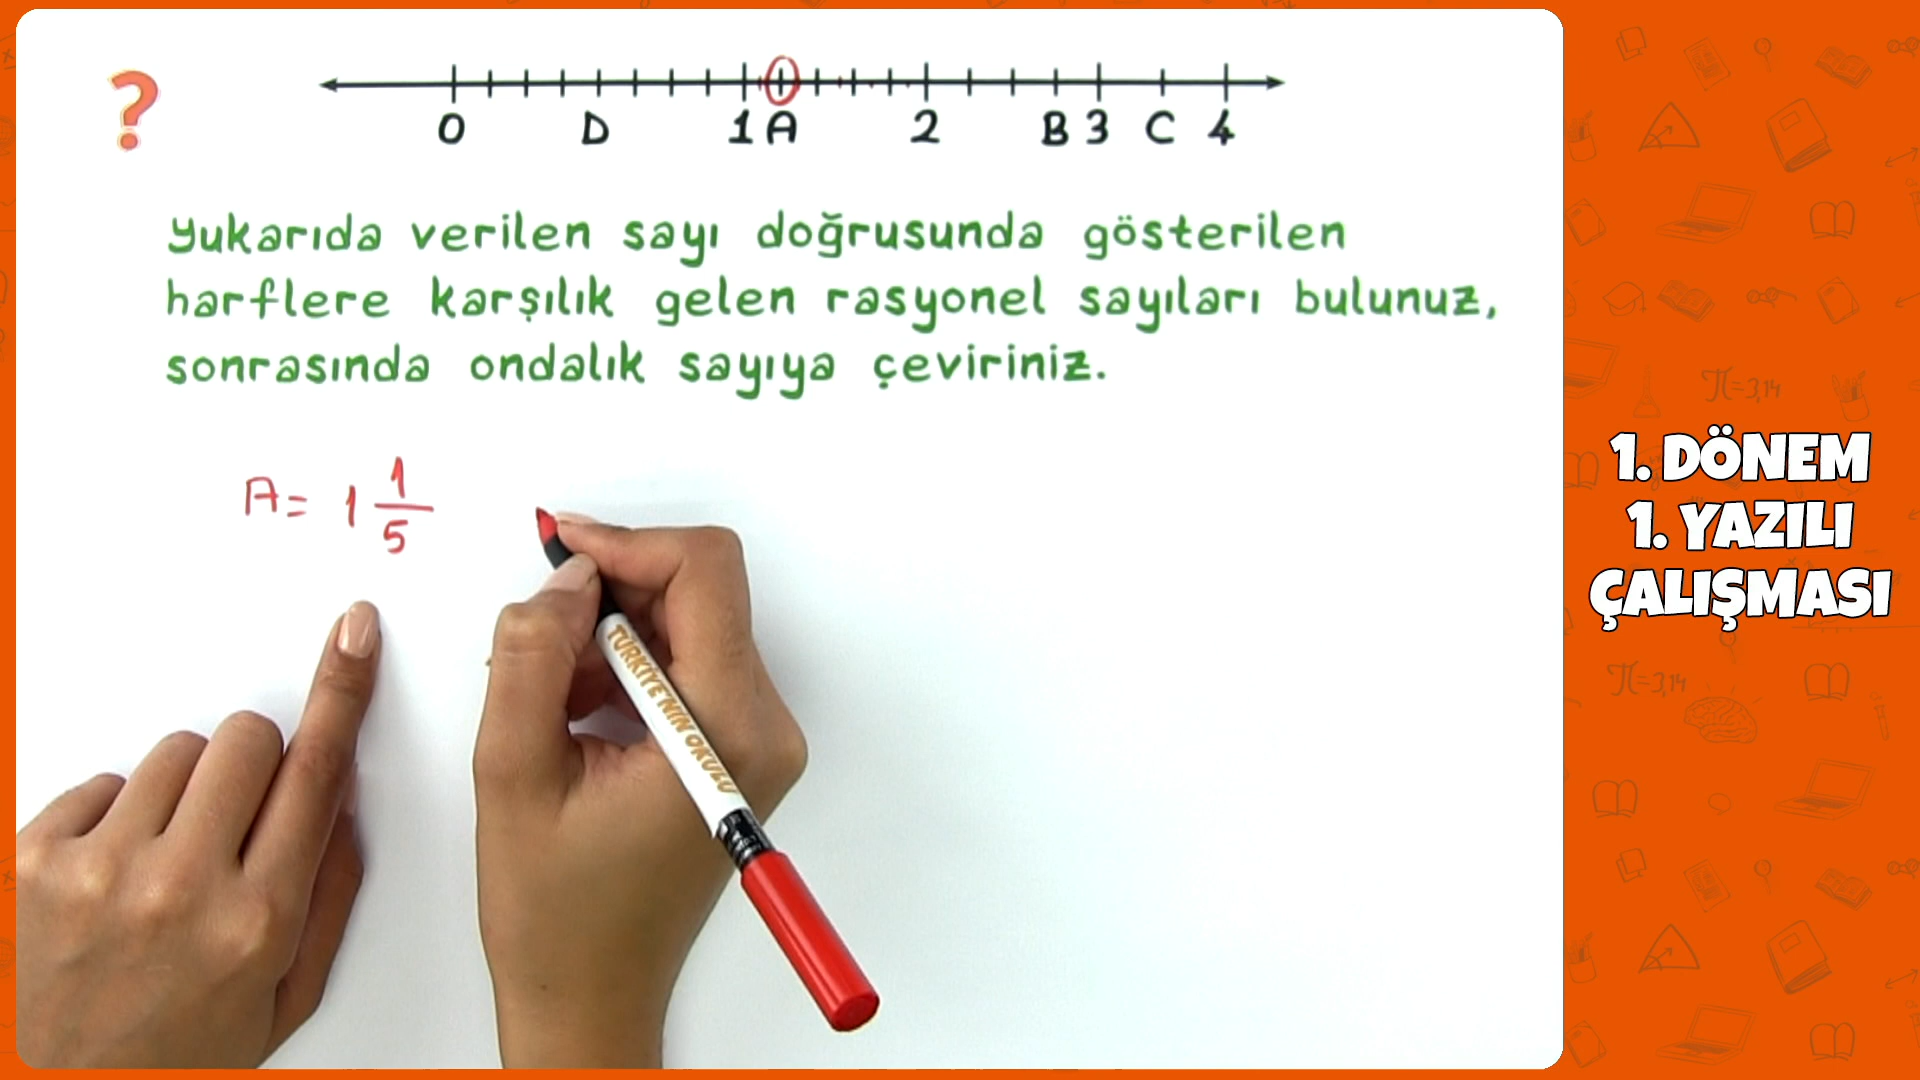 ?
0 D 1 A 2 B 3 C 4
Yukarıda verilen sayı doğrusunda gösterilen
harflere karşılık gelen rasyonel sayıları bulunuz,
sonrasında ondalık sayıya çeviriniz.
A= 1 1/5
TÜRKİYE'NİN OKULU
1. DÖNEM
1. YAZILI
ÇALIŞMASI
π=3,14
π=3,14